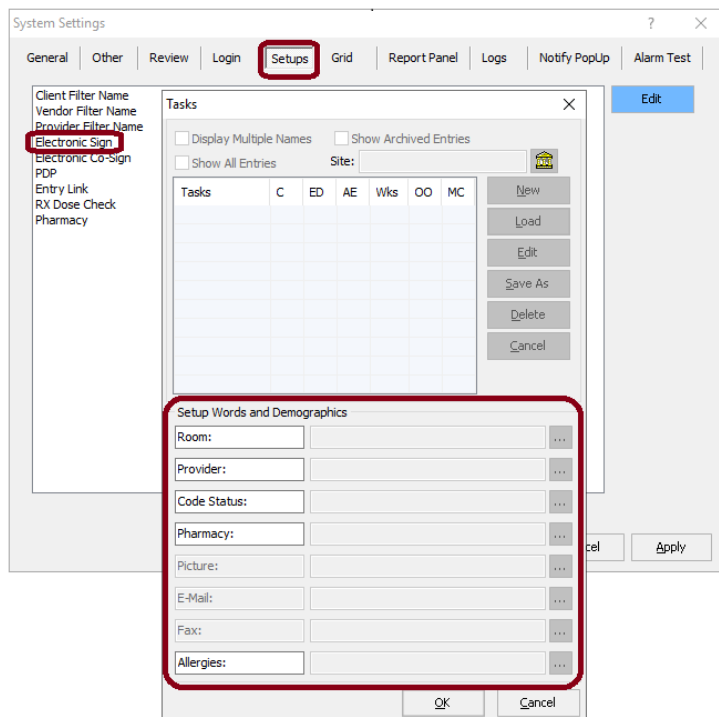 System Settings ? ×
General Other Review Login Setups Grid Report Panel Logs Notify PopUp Alarm Test
Client Filter Name
Vendor Filter Name
Provider Filter Name
Electronic Sign
Electronic Co-Sign
PDP
Entry Link
RX Dose Check
Pharmacy
Edit
Tasks ×
Display Multiple Names Show Archived Entries
Show All Entries Site:
Tasks C ED AE Wks OO MC
New
Load
Edit
Save As
Delete
Cancel
Setup Words and Demographics
Room: ...
Provider: ...
Code Status: ...
Pharmacy: ...
Picture: ...
E-Mail: ...
Fax: ...
Allergies: ...
OK Cancel
cel Apply